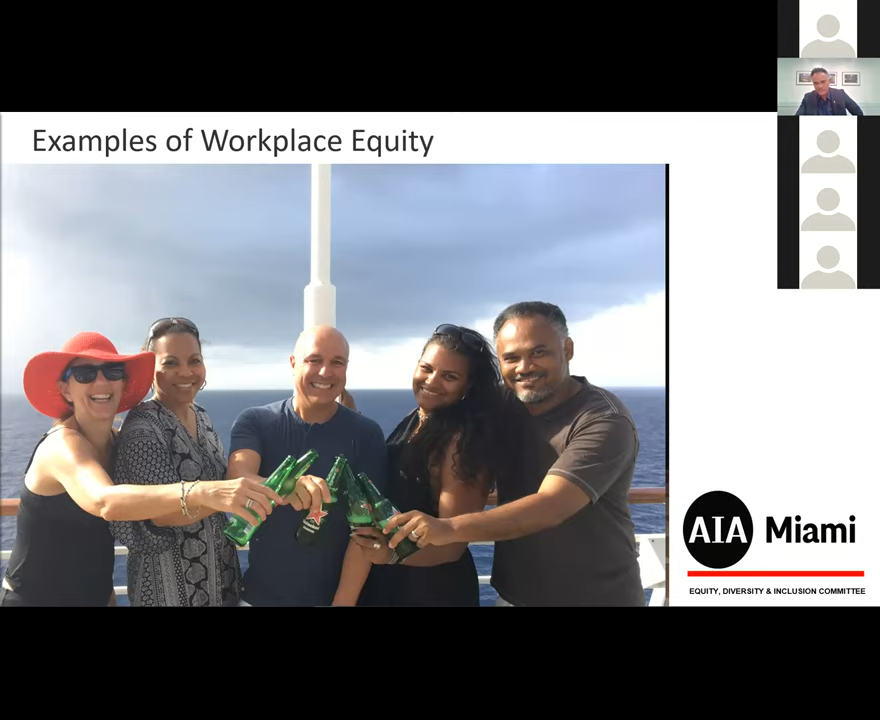 Examples of Workplace Equity
AIA Miami
EQUITY, DIVERSITY & INCLUSION COMMITTEE